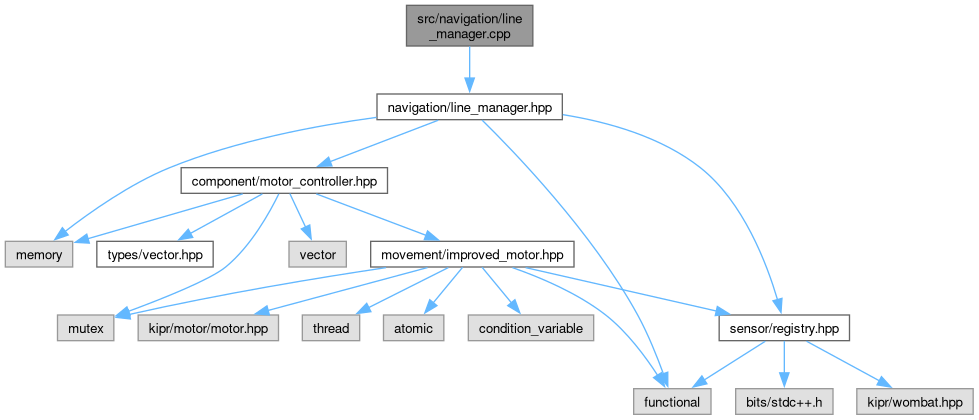 src/navigation/line
_manager.cpp
navigation/line_manager.hpp
component/motor_controller.hpp
memory
types/vector.hpp
vector
movement/improved_motor.hpp
mutex
kipr/motor/motor.hpp
thread
atomic
condition_variable
sensor/registry.hpp
functional
bits/stdc++.h
kipr/wombat.hpp